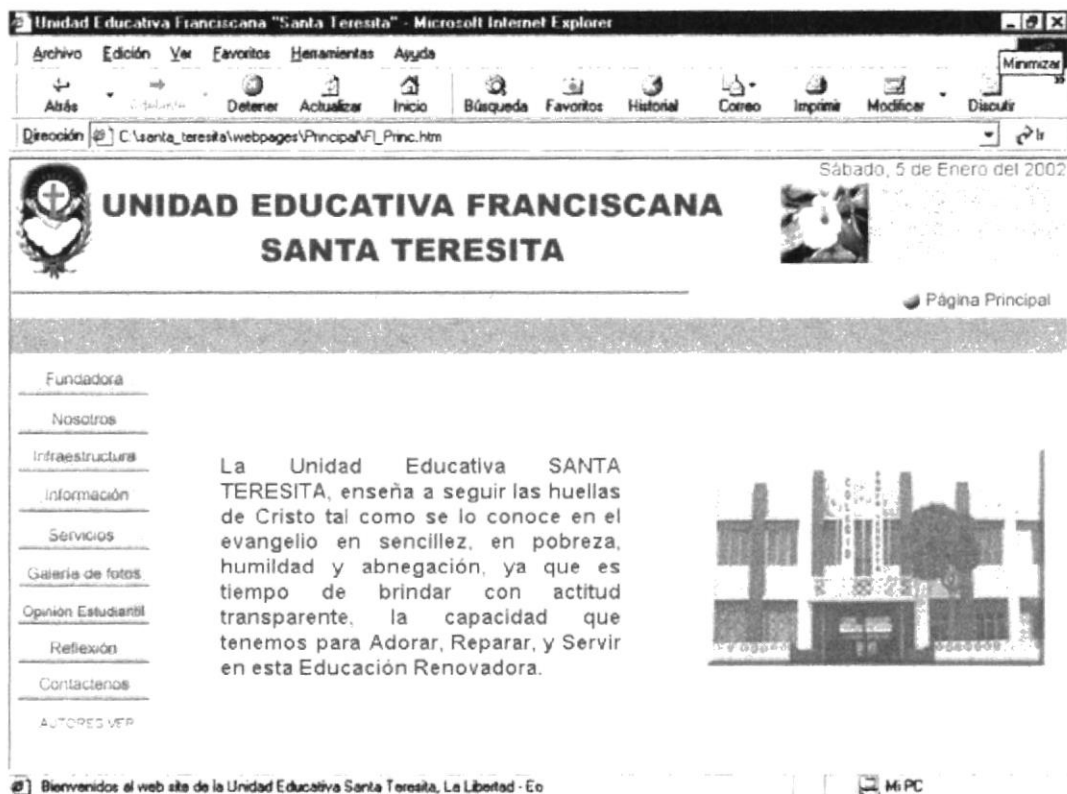 Unidad Educativa Franciscana "Santa Teresita" - Microsoft Internet Explorer
Archivo Edición Ver Favoritos Herramientas Ayuda
Minimizar
Atrás Adelante Detener Actualizar Inicio Búsqueda Favoritos Historial Correo Imprimir Modificar Discutir
Dirección C:\santa_teresita\webpages\Principal\Fl_Princ.htm Ir
Sábado, 5 de Enero del 2002
UNIDAD EDUCATIVA FRANCISCANA
SANTA TERESITA
Página Principal
Fundadora
Nosotros
Infraestructura
Información
Servicios
Galería de fotos
Opinión Estudiantil
Reflexión
Contactenos
AUTORES VER
La Unidad Educativa SANTA
TERESITA, enseña a seguir las huellas
de Cristo tal como se lo conoce en el
evangelio en sencillez, en pobreza,
humildad y abnegación, ya que es
tiempo de brindar con actitud
transparente, la capacidad que
tenemos para Adorar, Reparar, y Servir
en esta Educación Renovadora.
COLEGIO
Bienvenidos al web site de la Unidad Educativa Santa Teresita, La Libertad - Ec
Mi PC